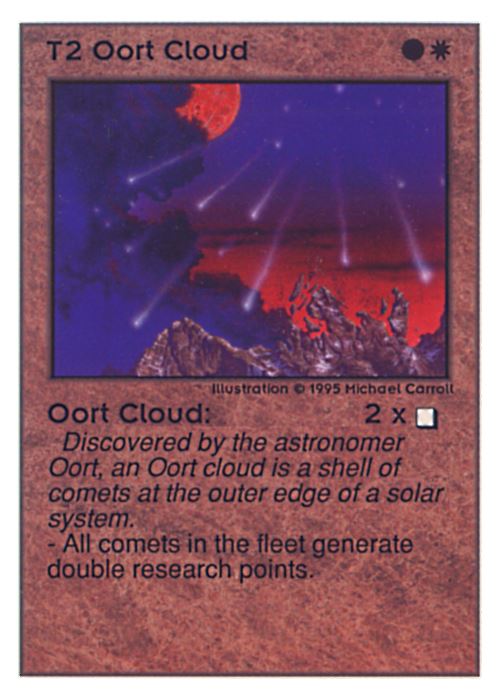 T2 Oort Cloud
Illustration © 1995 Michael Carroll
Oort Cloud: 2 x
Discovered by the astronomer
Oort, an Oort cloud is a shell of
comets at the outer edge of a solar
system.
- All comets in the fleet generate
double research points.